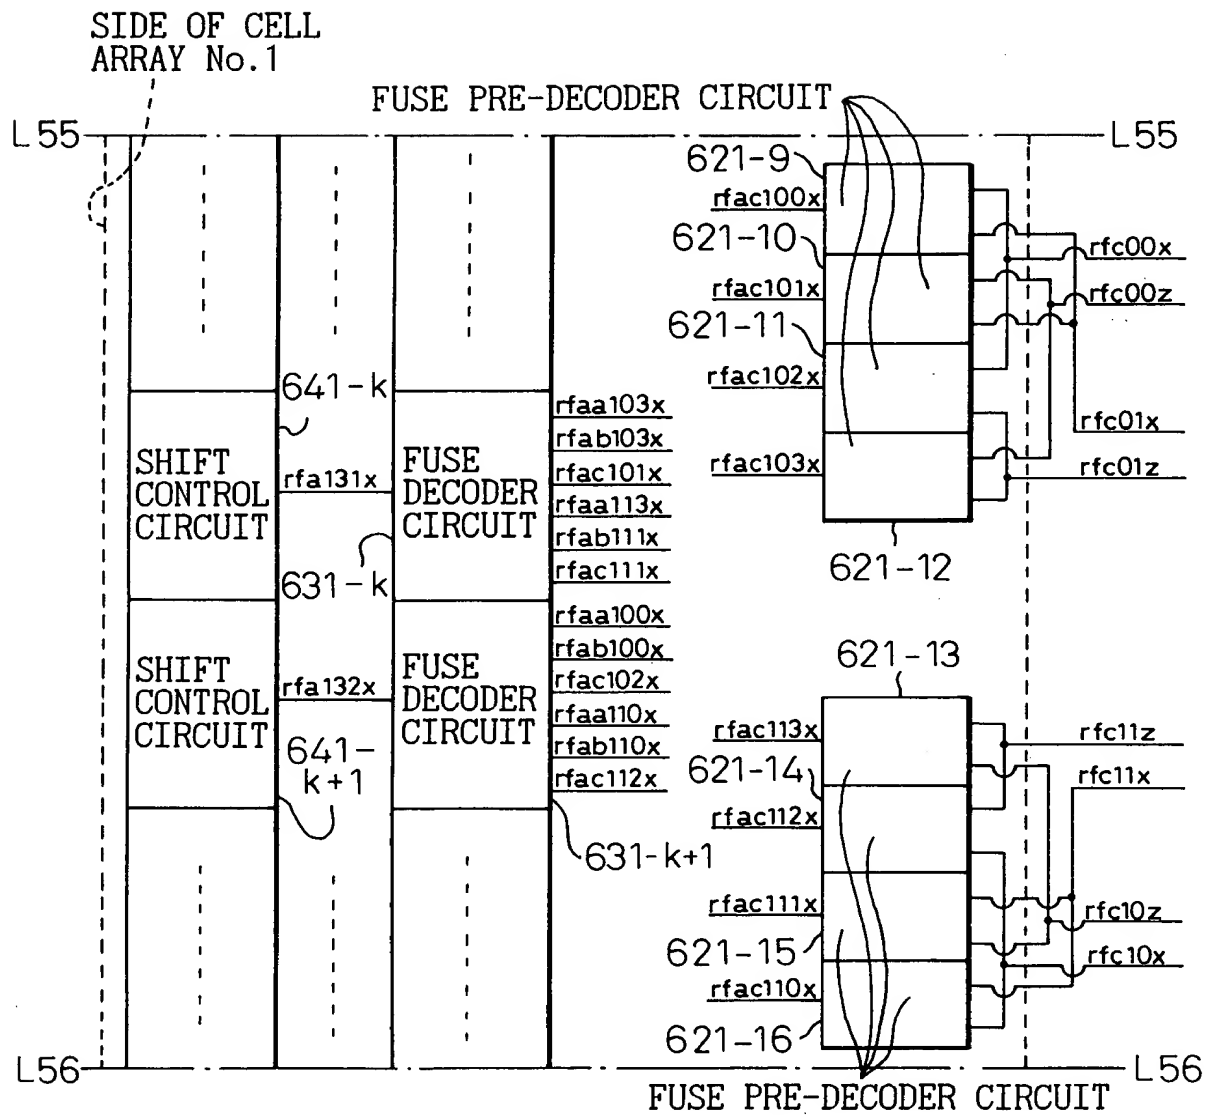 SIDE OF CELL
ARRAY No.1
FUSE PRE-DECODER CIRCUIT
L55
L55
621-9
rfac100x
621-10
rfac101x
621-11
rfac102x
rfac103x
621-12
rfc00x
rfc00z
rfc01x
rfc01z
641-k
SHIFT
CONTROL
CIRCUIT
rfa131x
631-k
FUSE
DECODER
CIRCUIT
rfaa103x
rfab103x
rfac101x
rfaa113x
rfab111x
rfac111x
SHIFT
CONTROL
CIRCUIT
rfa132x
641-
k+1
FUSE
DECODER
CIRCUIT
rfaa100x
rfab100x
rfac102x
rfaa110x
rfab110x
rfac112x
631-k+1
621-13
rfac113x
621-14
rfac112x
rfac111x
621-15
rfac110x
621-16
rfc11z
rfc11x
rfc10z
rfc10x
L56
L56
FUSE PRE-DECODER CIRCUIT